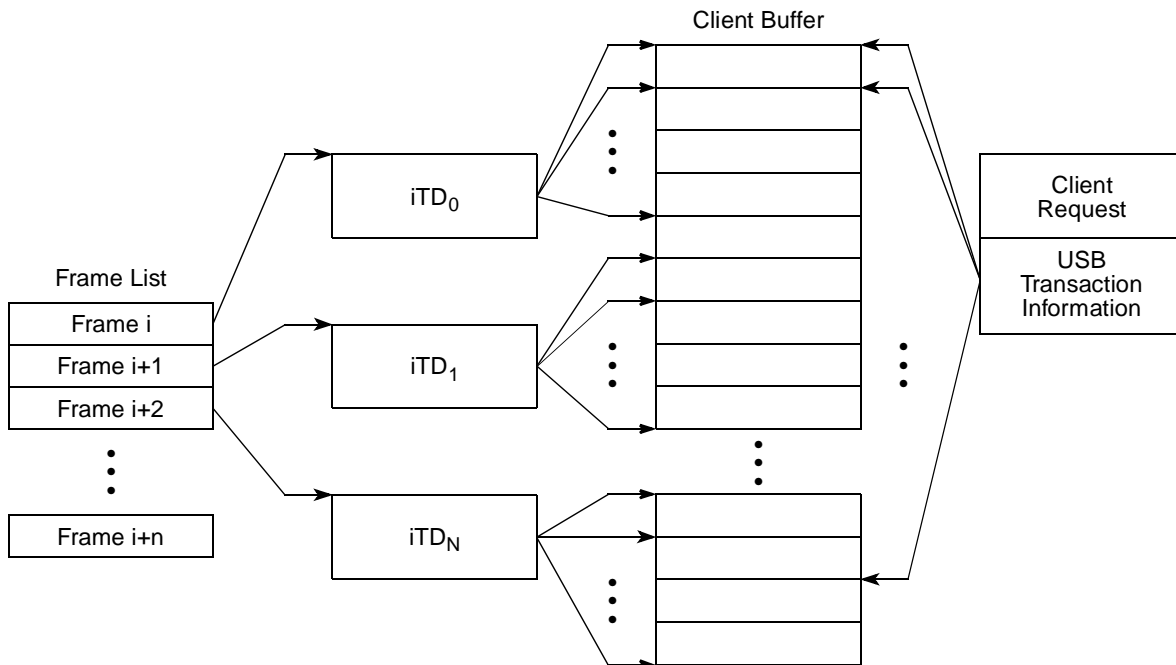 Client Buffer
iTD0
Client
Request
USB
Transaction
Information
Frame List
Frame i
Frame i+1
Frame i+2
Frame i+n
iTD1
iTDN